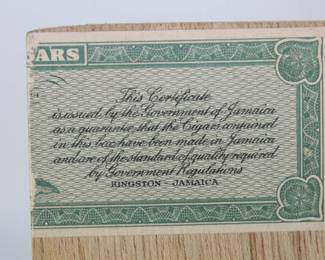 ARS
This Certificate
is issued by the Government of Jamaica
as a guarantee that the Cigars contained
in this box have been made in Jamaica
and are of the standard of quality required
by Government Regulations
KINGSTON - JAMAICA